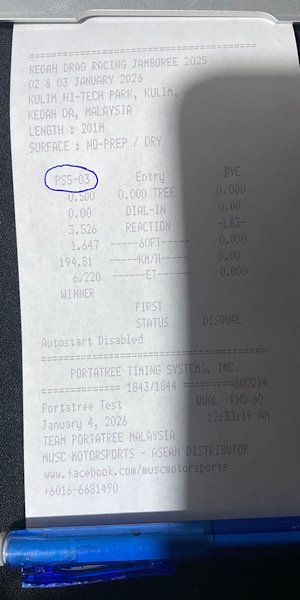 ===================================
KEDAH DRAG RACING JAMBOREE 2025
02 & 03 JANUARY 2026
KULIM HI-TECH PARK, KULIM,
KEDAH DA, MALAYSIA
LENGTH : 201M
SURFACE : NO-PREP / DRY
PS5-03 Entry BYE
0.500 0.000 TREE 0.000
0.00 DIAL-IN 0.00
3.526 REACTION -L83-
1.647 ------60FT------ 0.000
194.81 -----KM/H------ 0.00
6.220 -------ET------- 0.000
WINNER
FIRST
STATUS DISQUAL
Autostart Disabled
===================================
PORTATREE TIMING SYSTEMS, INC.
============= 1843/1844 ========600214
Portatree Test QUAL RND 60
January 4, 2026 12:33:19 AM
TEAM PORTATREE MALAYSIA
MUSC MOTORSPORTS - ASEAN DISTRIBUTOR
www.facebook.com/muscmotorsports
+6016-6681490